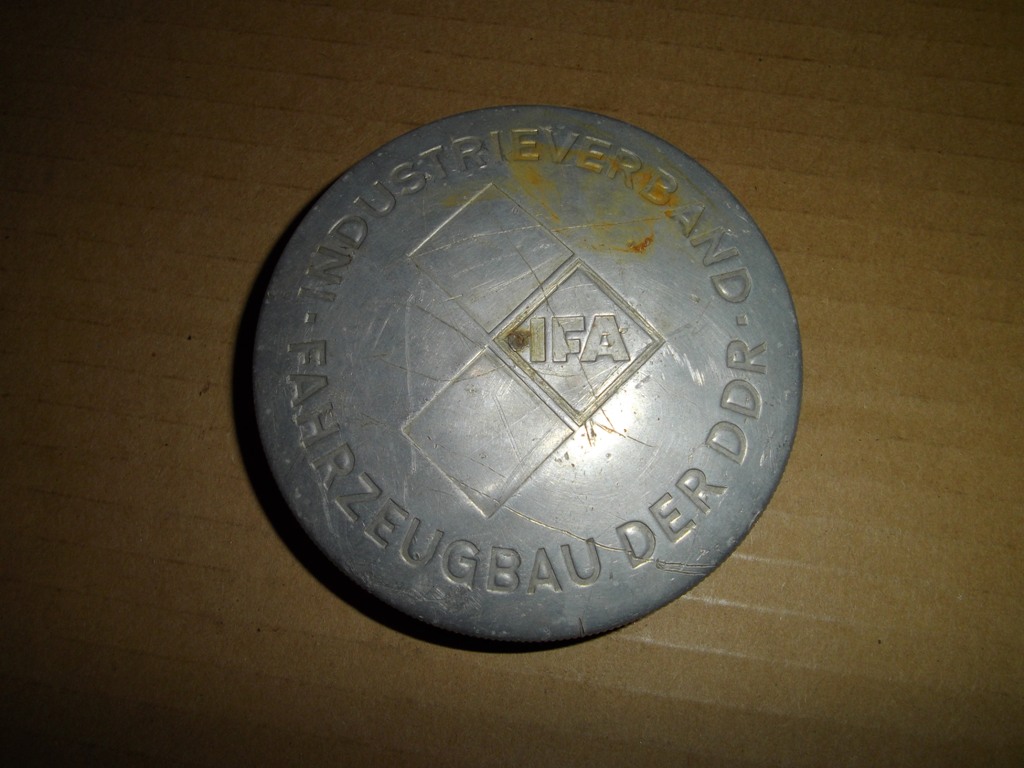 INDUSTRIEVERBAND
IFA
· FAHRZEUGBAU DER DDR ·